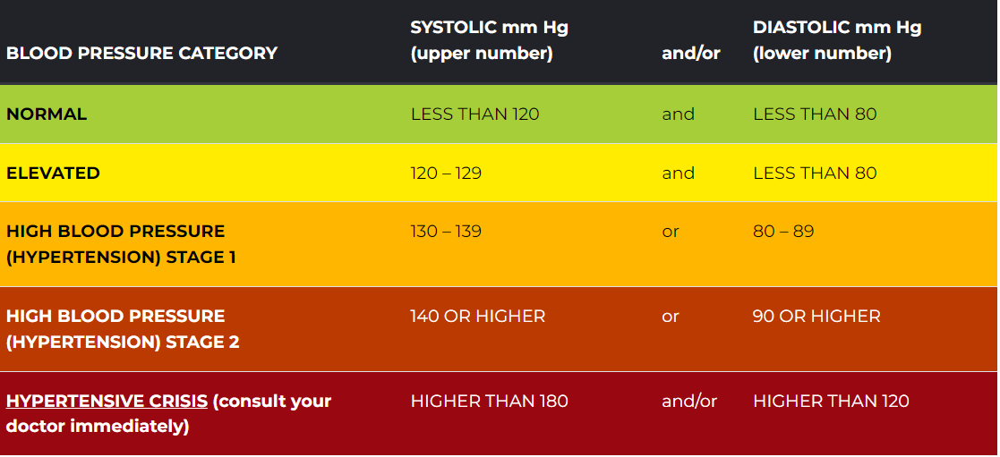 SYSTOLIC mm Hg DIASTOLIC mm Hg
BLOOD PRESSURE CATEGORY (upper number) and/or (lower number)
NORMAL LESS THAN 120 and LESS THAN 80
ELEVATED 120 – 129 and LESS THAN 80
HIGH BLOOD PRESSURE 130 – 139 or 80 – 89
(HYPERTENSION) STAGE 1
HIGH BLOOD PRESSURE 140 OR HIGHER or 90 OR HIGHER
(HYPERTENSION) STAGE 2
HYPERTENSIVE CRISIS (consult your HIGHER THAN 180 and/or HIGHER THAN 120
doctor immediately)